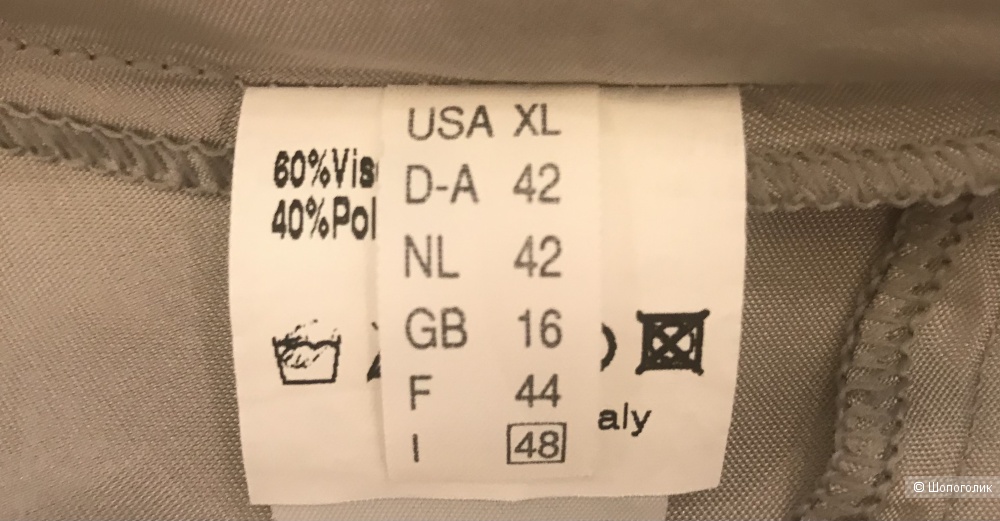 USA XL
60%Vis
D-A 42
40%Pol
NL 42
GB 16
F 44
aly
I 48
© Шопоголик